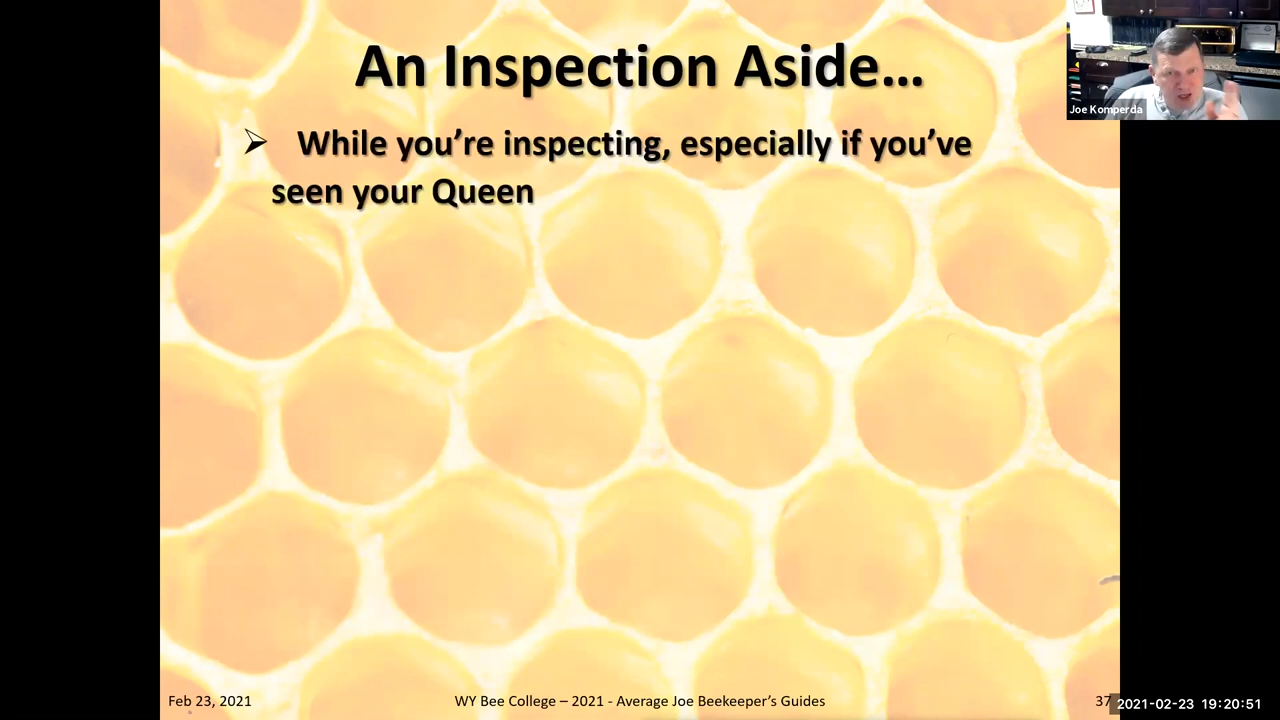 An Inspection Aside...
➢ While you're inspecting, especially if you've
seen your Queen
Joe Komperda
Feb 23, 2021
WY Bee College – 2021 - Average Joe Beekeeper's Guides
37
2021-02-23 19:20:51